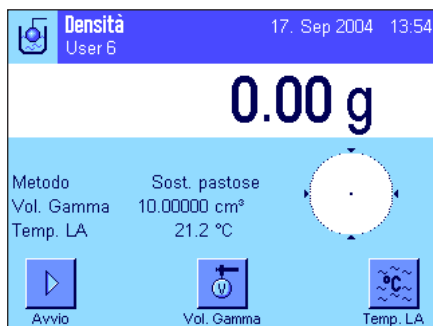 Densità 17. Sep 2004 13:54
User 6
0.00 g
Metodo Sost. pastose
Vol. Gamma 10.00000 cm³
Temp. LA 21.2 °C
V °C
Avvio Vol. Gamma Temp. LA